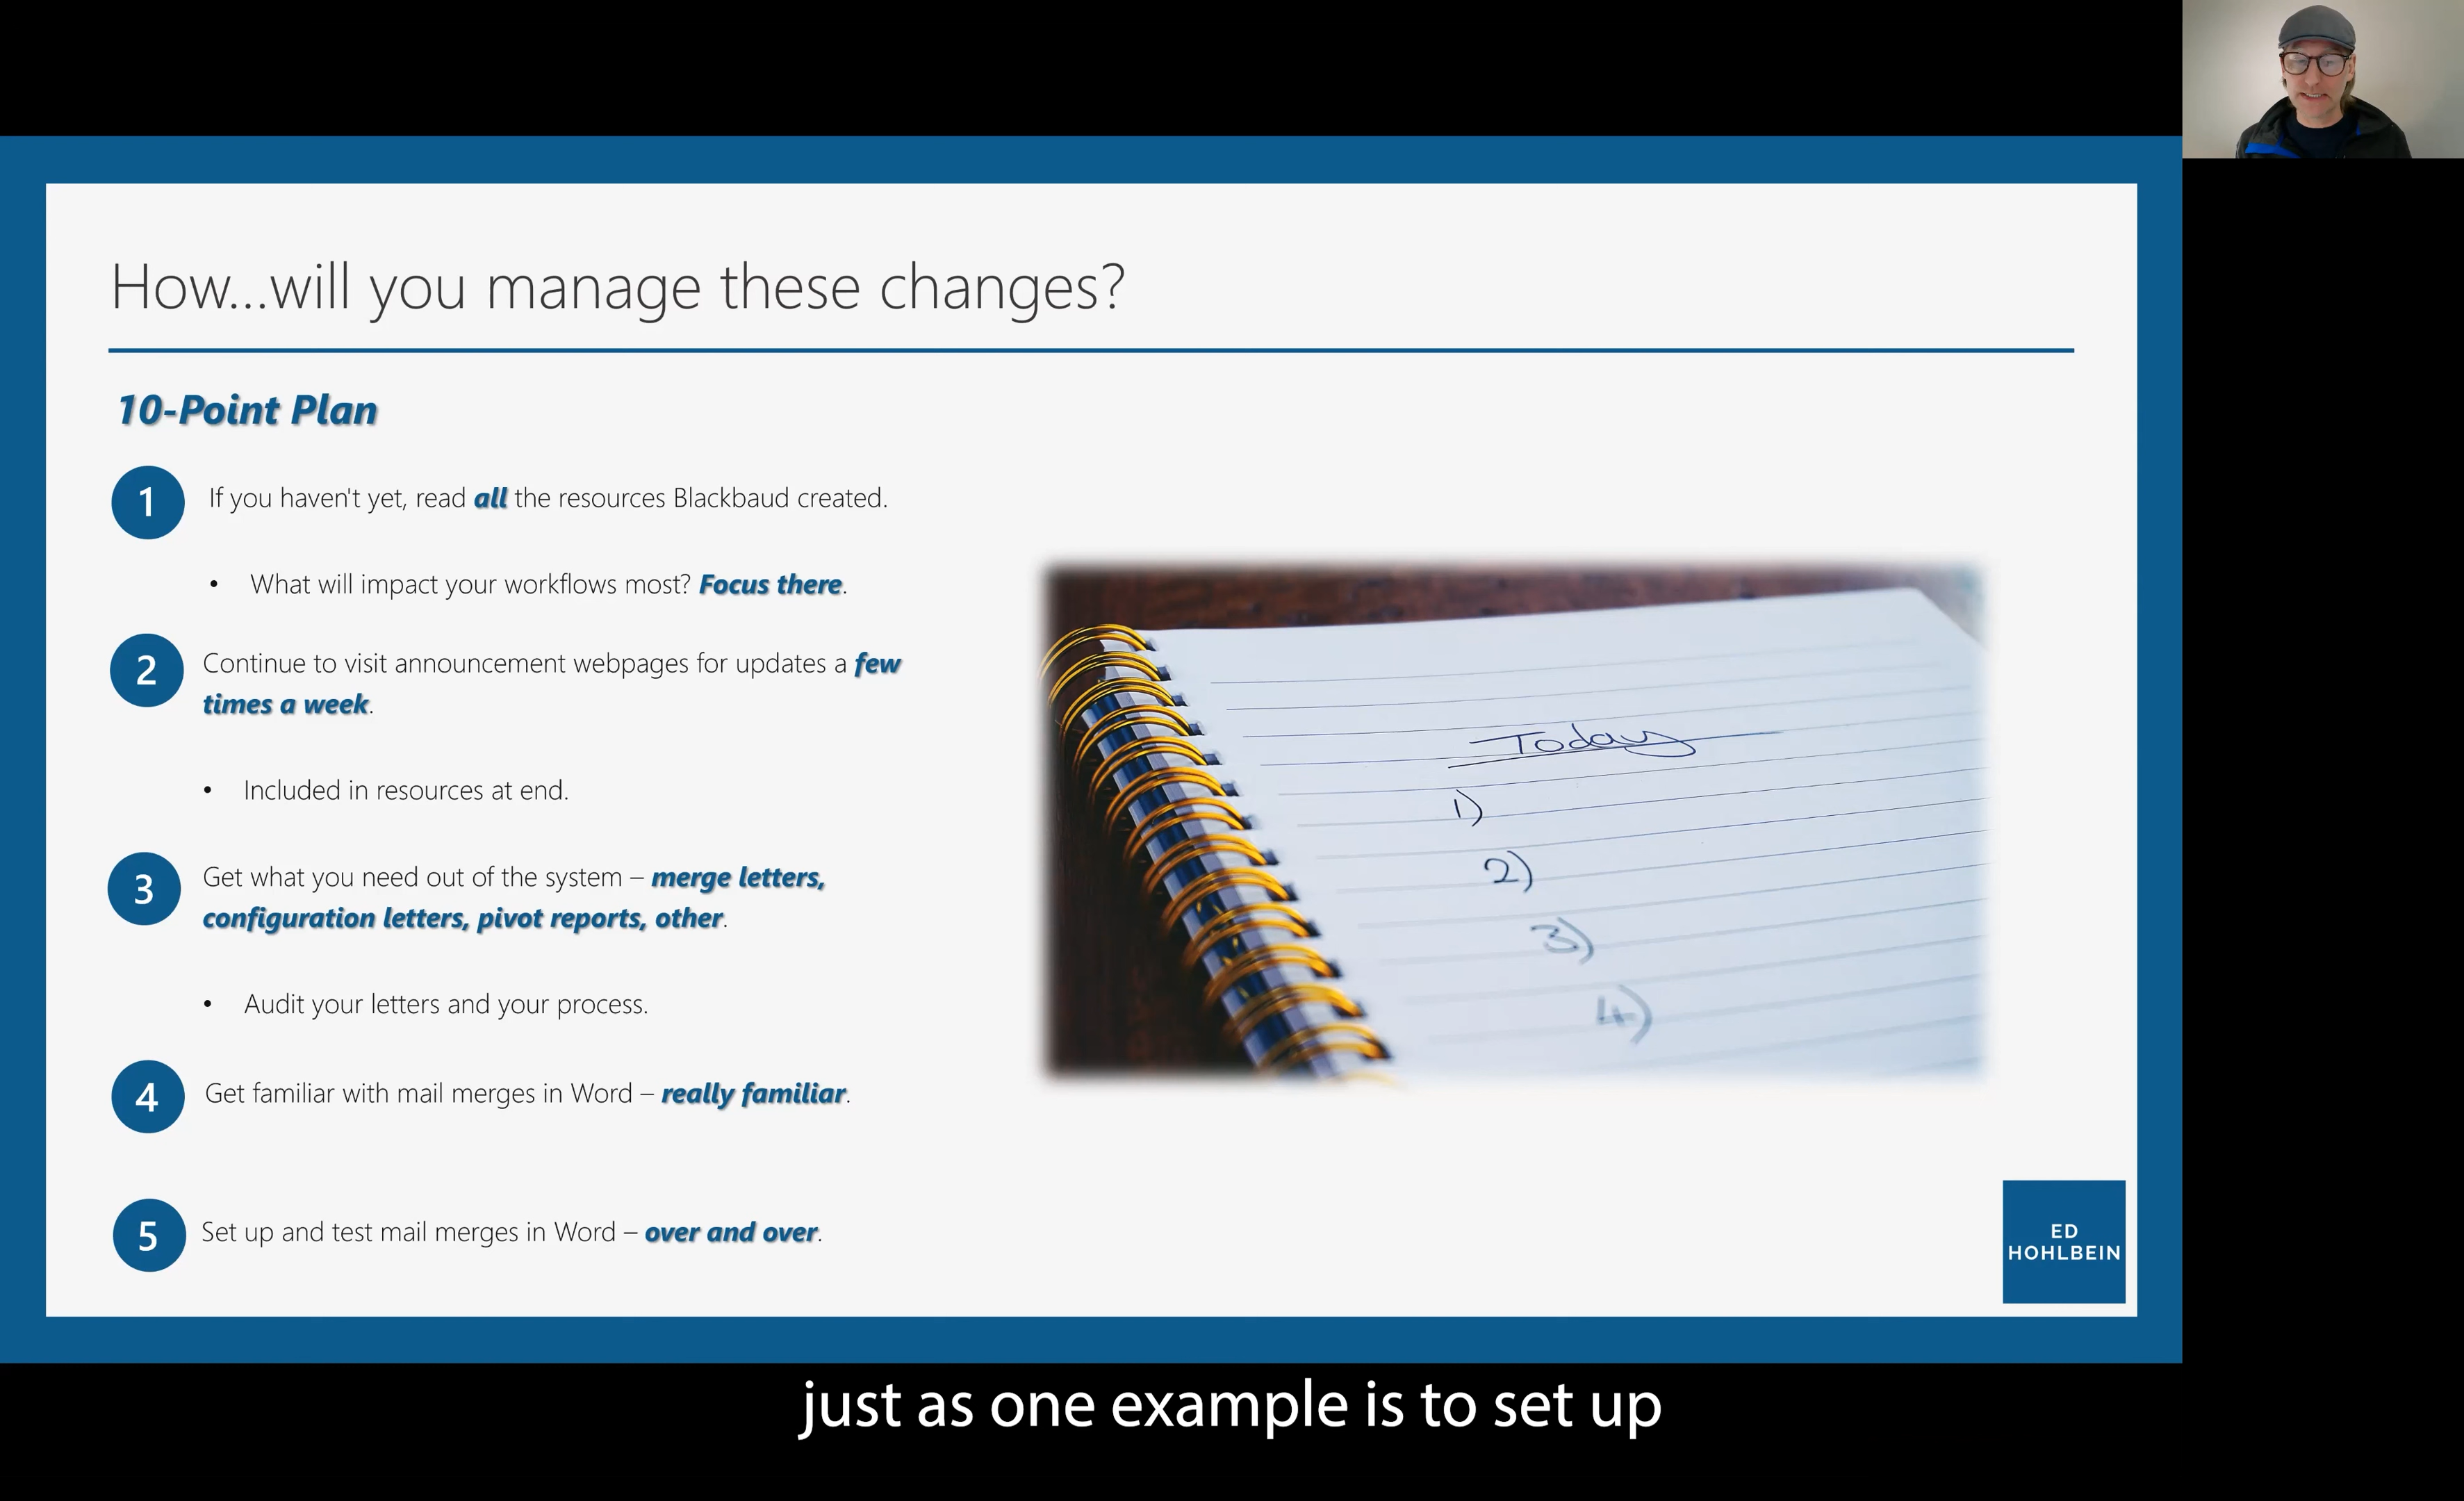 How...will you manage these changes?
10-Point Plan
1 If you haven't yet, read all the resources Blackbaud created.
• What will impact your workflows most? Focus there.
2 Continue to visit announcement webpages for updates a few
times a week.
• Included in resources at end.
3 Get what you need out of the system – merge letters,
configuration letters, pivot reports, other.
• Audit your letters and your process.
4 Get familiar with mail merges in Word – really familiar.
5 Set up and test mail merges in Word – over and over.
Today
1)
2)
3)
4)
ED
HOHLBEIN
just as one example is to set up